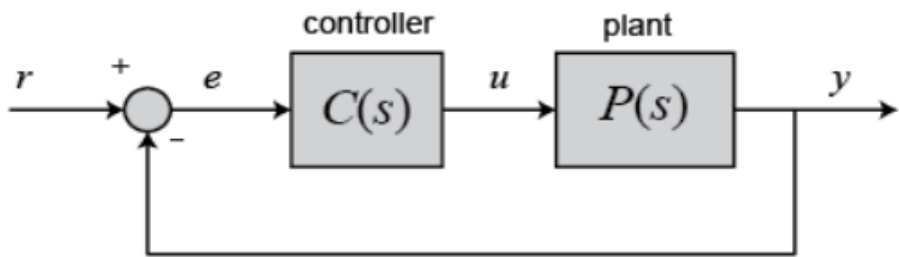 controller plant
r + e C(s) u P(s) y
−